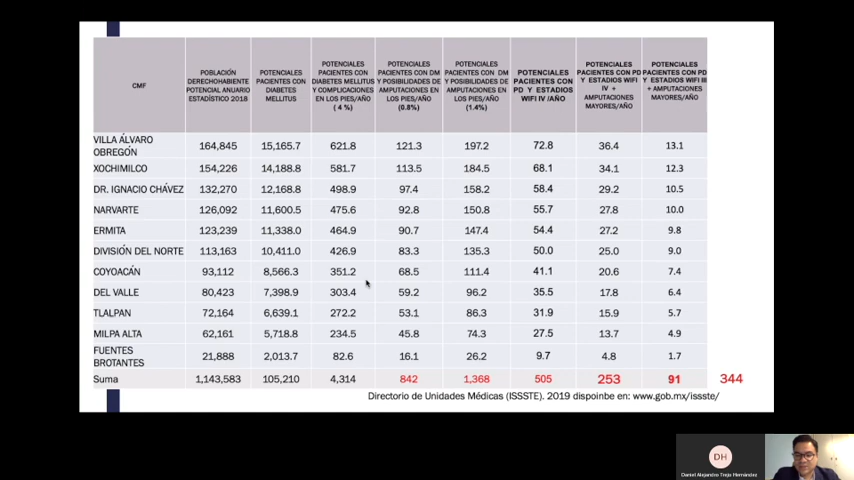 CMF
POBLACIÓN
DERECHOHABIENTE
POTENCIAL ANUARIO
ESTADÍSTICO 2018
POTENCIALES
PACIENTES CON
DIABETES
MELLITUS
POTENCIALES
PACIENTES CON
DIABETES MELLITUS
Y COMPLICACIONES
EN LOS PIES/AÑO
( 4 %)
POTENCIALES
PACIENTES CON DM
Y POSIBILIDADES DE
AMPUTACIONES EN
LOS PIES/AÑO
(0.8%)
POTENCIALES
PACIENTES CON DM
Y POSIBILIDADES DE
AMPUTACIONES EN
LOS PIES/AÑO
(1.4%)
POTENCIALES
PACIENTES CON
PD Y ESTADIOS
WIFI IV /AÑO
POTENCIALES
PACIENTES CON PD
Y ESTADIOS WIFI
IV +
AMPUTACIONES
MAYORES/AÑO
POTENCIALES
PACIENTES CON PD
Y ESTADIOS WIFI III
+ AMPUTACIONES
MAYORES/AÑO
VILLA ÁLVARO
OBREGÓN 164,845 15,165.7 621.8 121.3 197.2 72.8 36.4 13.1
XOCHIMILCO 154,226 14,188.8 581.7 113.5 184.5 68.1 34.1 12.3
DR. IGNACIO CHÁVEZ 132,270 12,168.8 498.9 97.4 158.2 58.4 29.2 10.5
NARVARTE 126,092 11,600.5 475.6 92.8 150.8 55.7 27.8 10.0
ERMITA 123,239 11,338.0 464.9 90.7 147.4 54.4 27.2 9.8
DIVISIÓN DEL NORTE 113,163 10,411.0 426.9 83.3 135.3 50.0 25.0 9.0
COYOACÁN 93,112 8,566.3 351.2 68.5 111.4 41.1 20.6 7.4
DEL VALLE 80,423 7,398.9 303.4 59.2 96.2 35.5 17.8 6.4
TLALPAN 72,164 6,639.1 272.2 53.1 86.3 31.9 15.9 5.7
MILPA ALTA 62,161 5,718.8 234.5 45.8 74.3 27.5 13.7 4.9
FUENTES
BROTANTES 21,888 2,013.7 82.6 16.1 26.2 9.7 4.8 1.7
Suma 1,143,583 105,210 4,314 842 1,368 505 253 91 344
Directorio de Unidades Médicas (ISSSTE). 2019 dispoinbe en: www.gob.mx/issste/
DH
Daniel Alejandro Trejo Hernández